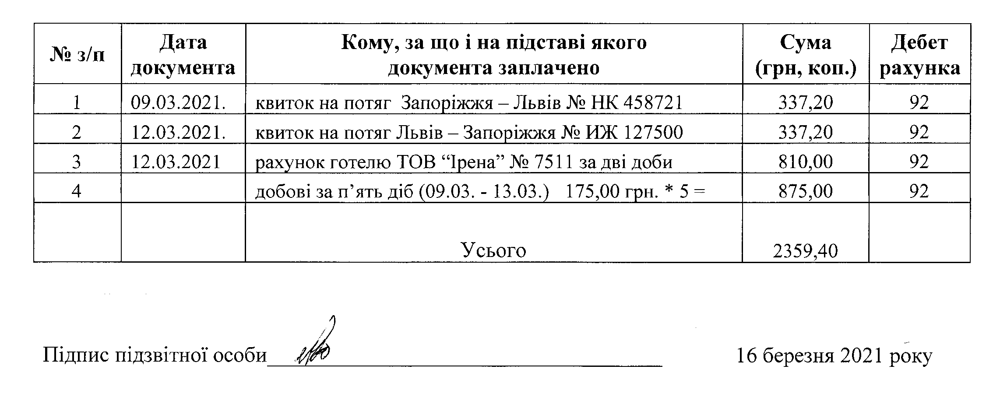 № з/п Дата документа Кому, за що і на підставі якого документа заплачено Сума (грн, коп.) Дебет рахунка
1 09.03.2021. квиток на потяг Запоріжжя – Львів № НК 458721 337,20 92
2 12.03.2021. квиток на потяг Львів – Запоріжжя № ИЖ 127500 337,20 92
3 12.03.2021 рахунок готелю ТОВ “Ірена” № 7511 за дві доби 810,00 92
4 добові за п’ять діб (09.03. - 13.03.) 175,00 грн. * 5 = 875,00 92
Усього 2359,40
Підпис підзвітної особи 16 березня 2021 року